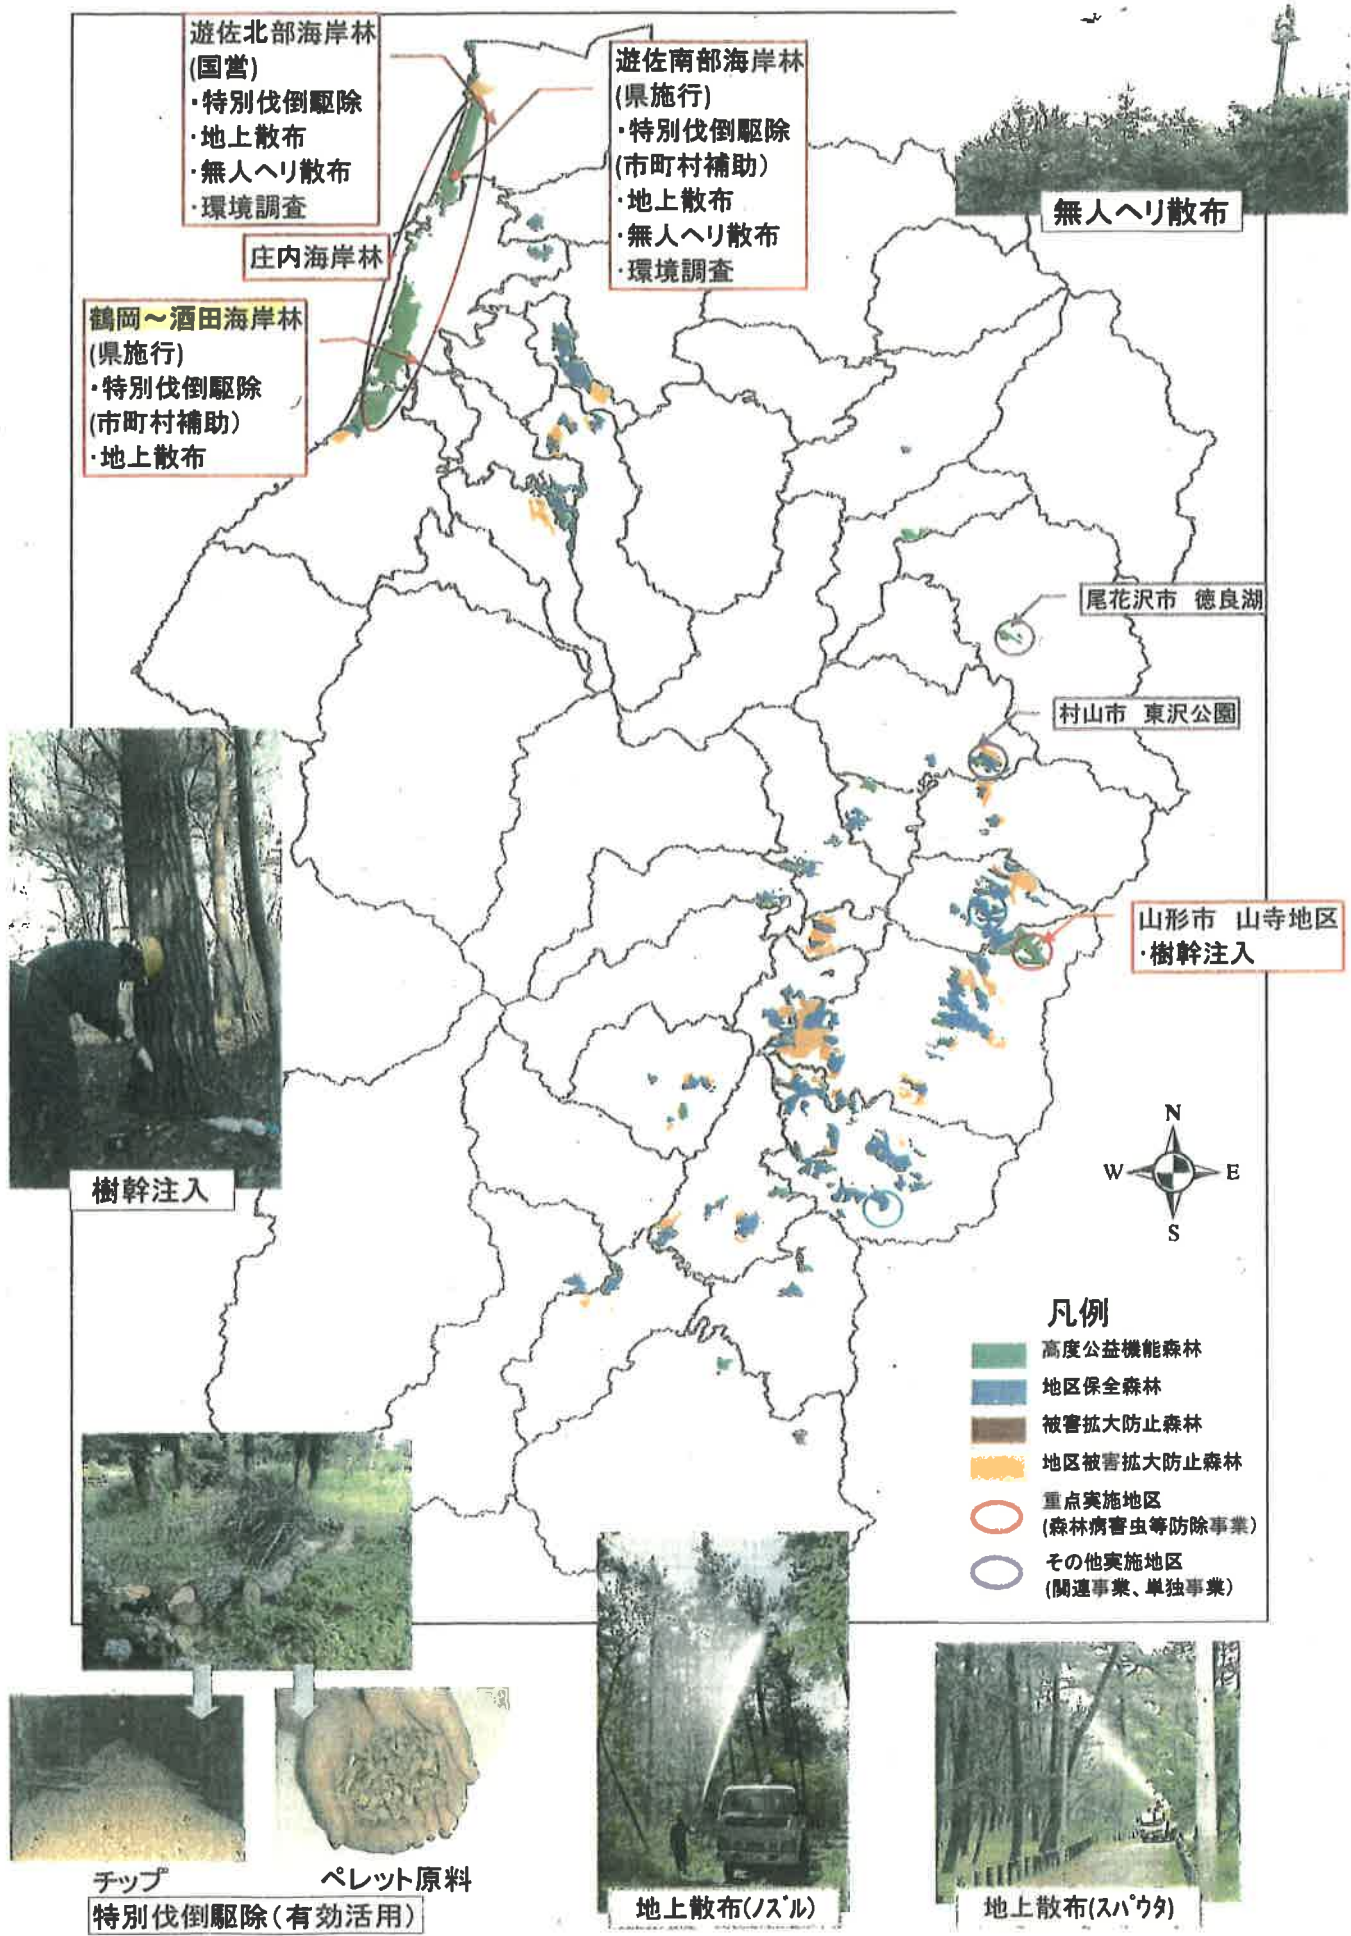 遊佐北部海岸林
(国営)
・特別伐倒駆除
・地上散布
・無人ヘリ散布
・環境調査
遊佐南部海岸林
(県施行)
・特別伐倒駆除
(市町村補助)
・地上散布
・無人ヘリ散布
・環境調査
無人ヘリ散布
庄内海岸林
鶴岡～酒田海岸林
(県施行)
・特別伐倒駆除
(市町村補助)
・地上散布
尾花沢市 徳良湖
村山市 東沢公園
山形市 山寺地区
・樹幹注入
樹幹注入
N
W
E
S
凡例
高度公益機能森林
地区保全森林
被害拡大防止森林
地区被害拡大防止森林
重点実施地区
(森林病害虫等防除事業)
その他実施地区
(関連事業、単独事業)
チップ
ペレット原料
特別伐倒駆除(有効活用)
地上散布(ノズル)
地上散布(スパウタ)